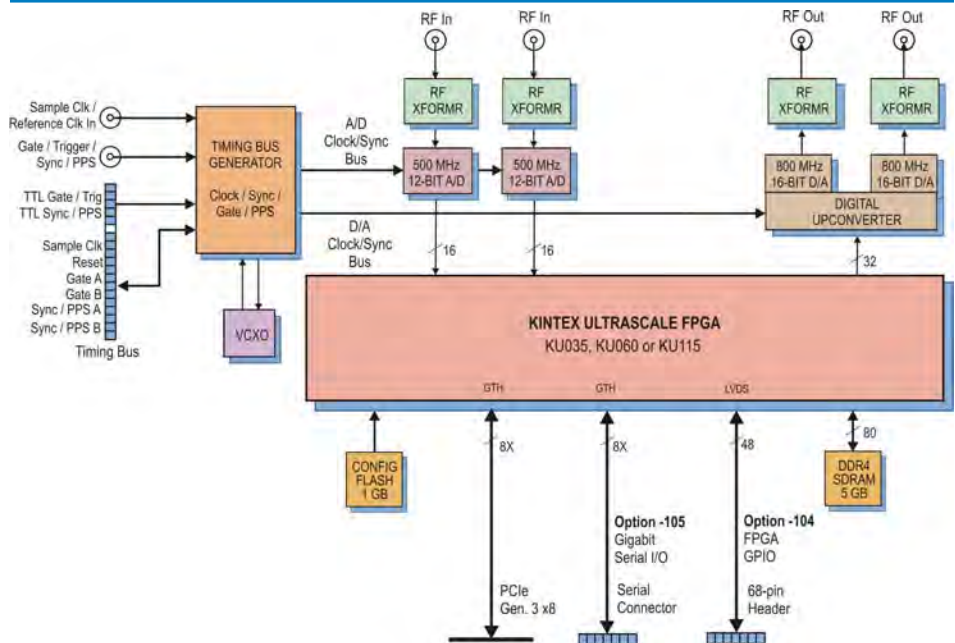 RF In
RF In
RF Out
RF Out
RF
XFORMR
RF
XFORMR
RF
XFORMR
RF
XFORMR
Sample Clk /
Reference Clk In
Gate / Trigger /
Sync / PPS
TTL Gate / Trig
TTL Sync / PPS
Sample Clk
Reset
Gate A
Gate B
Sync / PPS A
Sync / PPS B
Timing Bus
TIMING BUS
GENERATOR
Clock / Sync /
Gate / PPS
VCXO
A/D
Clock/Sync
Bus
D/A
Clock/Sync
Bus
500 MHz
12-BIT A/D
500 MHz
12-BIT A/D
16
16
800 MHz
16-BIT D/A
800 MHz
16-BIT D/A
DIGITAL
UPCONVERTER
32
KINTEX ULTRASCALE FPGA
KU035, KU060 or KU115
GTH
GTH
LVDS
8X
8X
48
80
CONFIG
FLASH
1 GB
DDR4
SDRAM
5 GB
PCIe
Gen. 3 x8
Option -105
Gigabit
Serial I/O
Serial
Connector
Option -104
FPGA
GPIO
68-pin
Header